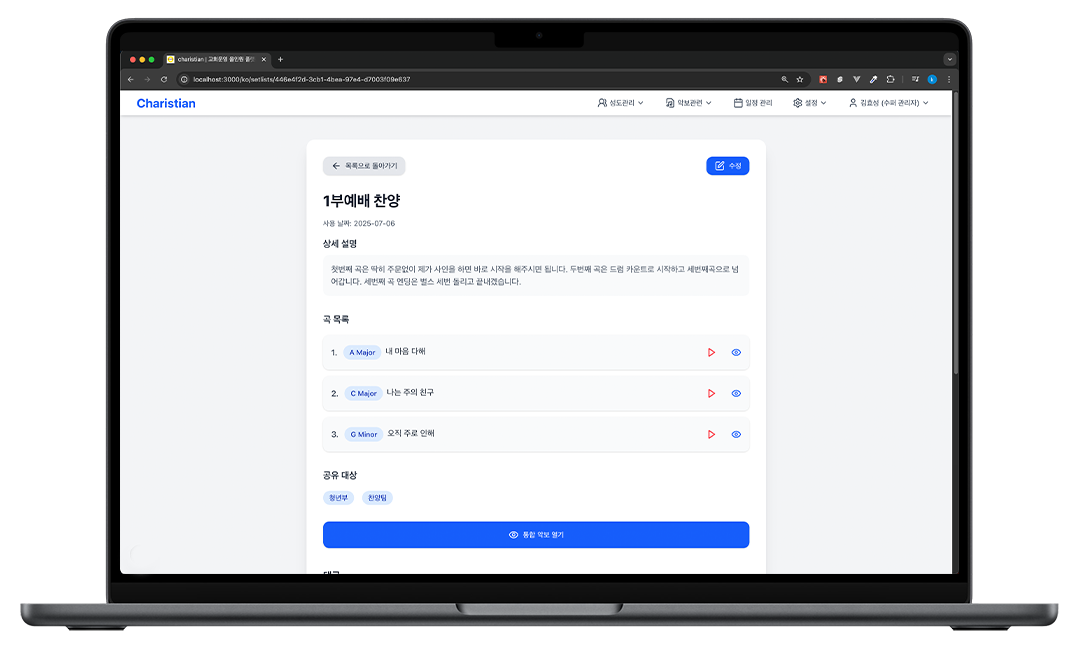 charistian | 교회운영 올인원 플랫
localhost:3000/ko/setlists/446e4f2d-3cb1-4bea-97e4-d7003f09e637
Charistian
성도관리
악보관련
일정 관리
설정
김효성 (수퍼 관리자)
목록으로 돌아가기
수정
1부예배 찬양
사용 날짜: 2025-07-06
상세 설명
첫번째 곡은 딱히 주문없이 제가 사인을 하면 바로 시작을 해주시면 됩니다. 두번째 곡은 드럼 카운트로 시작하고 세번째곡으로 넘
어갑니다. 세번째 곡 엔딩은 벌스 세번 돌리고 끝내겠습니다.
곡 목록
1. A Major 내 마음 다해
2. C Major 나는 주의 친구
3. G Minor 오직 주로 인해
공유 대상
청년부
찬양팀
통합 악보 열기